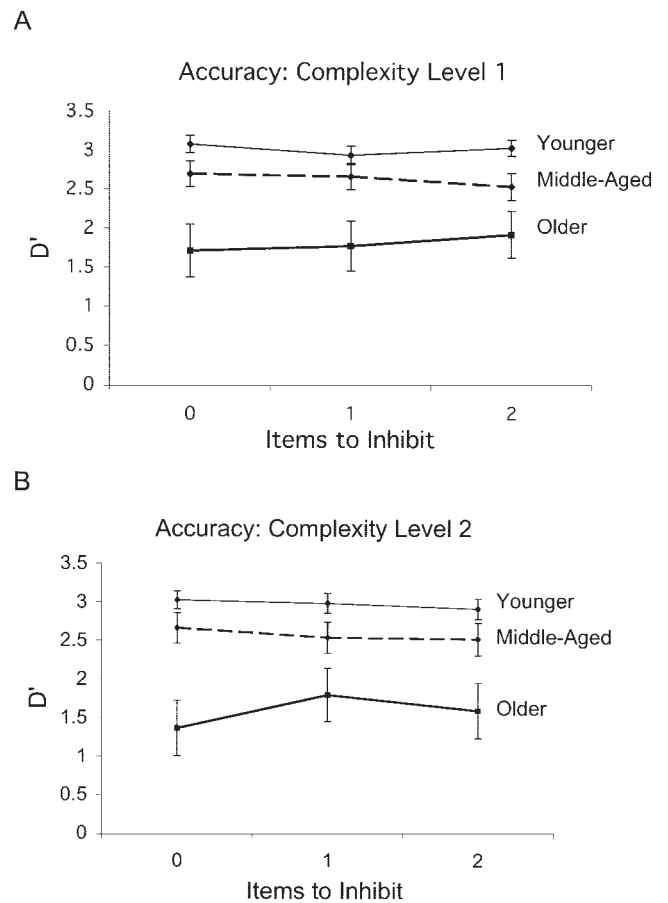 A
Accuracy: Complexity Level 1
3.5
3
2.5
2
1.5
1
0.5
0
D'
Younger
Middle-Aged
Older
0 1 2
Items to Inhibit
B
Accuracy: Complexity Level 2
3.5
3
2.5
2
1.5
1
0.5
0
D'
Younger
Middle-Aged
Older
0 1 2
Items to Inhibit